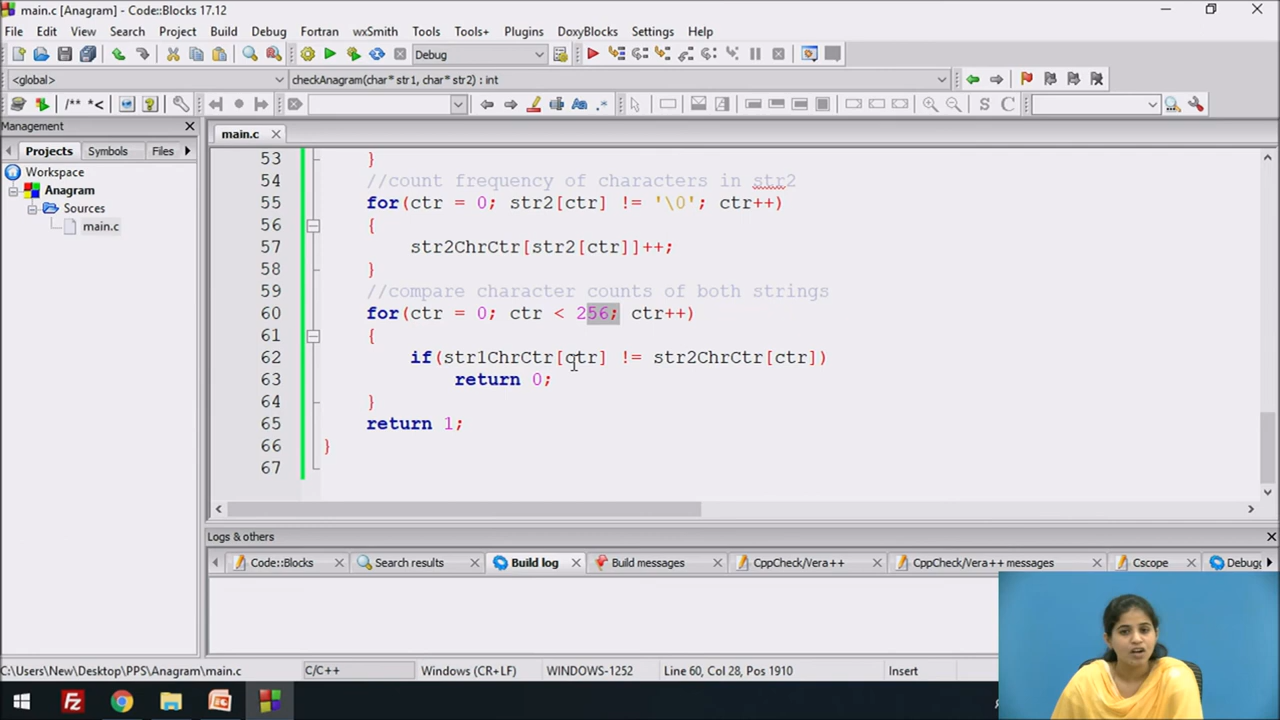 main.c [Anagram] - Code::Blocks 17.12
File Edit View Search Project Build Debug Fortran wxSmith Tools Tools+ Plugins DoxyBlocks Settings Help
Debug
<global> checkAnagram(char* str1, char* str2) : int
/** *< Aa .* S C
Management
main.c
Projects Symbols Files
Workspace
Anagram
Sources
main.c
53 }
54 //count frequency of characters in str2
55 for(ctr = 0; str2[ctr] != '\0'; ctr++)
56 {
57 str2ChrCtr[str2[ctr]]++;
58 }
59 //compare character counts of both strings
60 for(ctr = 0; ctr < 256; ctr++)
61 {
62 if(str1ChrCtr[ctr] != str2ChrCtr[ctr])
63 return 0;
64 }
65 return 1;
66 }
67
Logs & others
Code::Blocks Search results Build log Build messages CppCheck/Vera++ CppCheck/Vera++ messages Cscope Debugg
C:\Users\New\Desktop\PPS\Anagram\main.c C/C++ Windows (CR+LF) WINDOWS-1252 Line 60, Col 28, Pos 1910 Insert